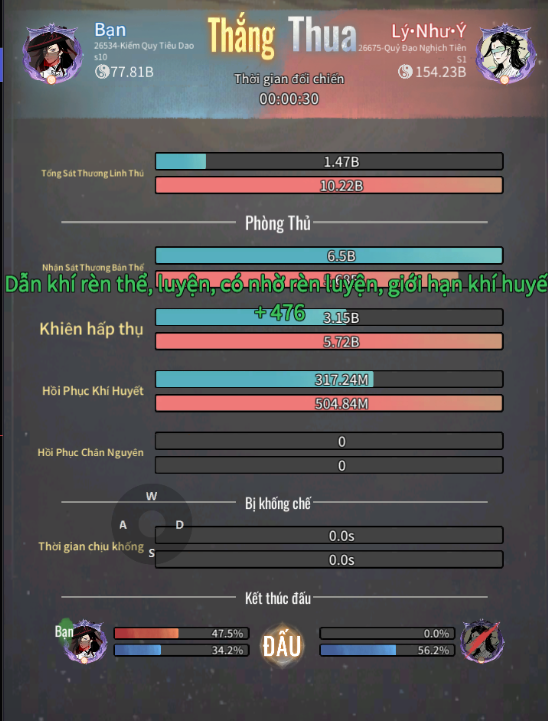 Bạn
26534-Kiếm Quy Tiêu Dao
s10
77.81B
Thắng Thua
Thời gian đối chiến
00:00:30
Lý•Như•Ý
26675-Quỷ Đạo Nghịch Tiên
S1
154.23B
Tổng Sát Thương Linh Thú
1.47B
10.22B
Phòng Thủ
Nhận Sát Thương Bản Thể
6.5B
Dẫn khí rèn thể, luyện, có nhờ rèn luyện, giới hạn khí huyế
+ 476
Khiên hấp thụ
3.15B
5.72B
Hồi Phục Khí Huyết
317.24M
504.84M
Hồi Phục Chân Nguyên
0
0
Bị khống chế
W
A
D
S
Thời gian chịu khống
0.0s
0.0s
Kết thúc đấu
Bạn
47.5%
34.2%
ĐẤU
0.0%
56.2%